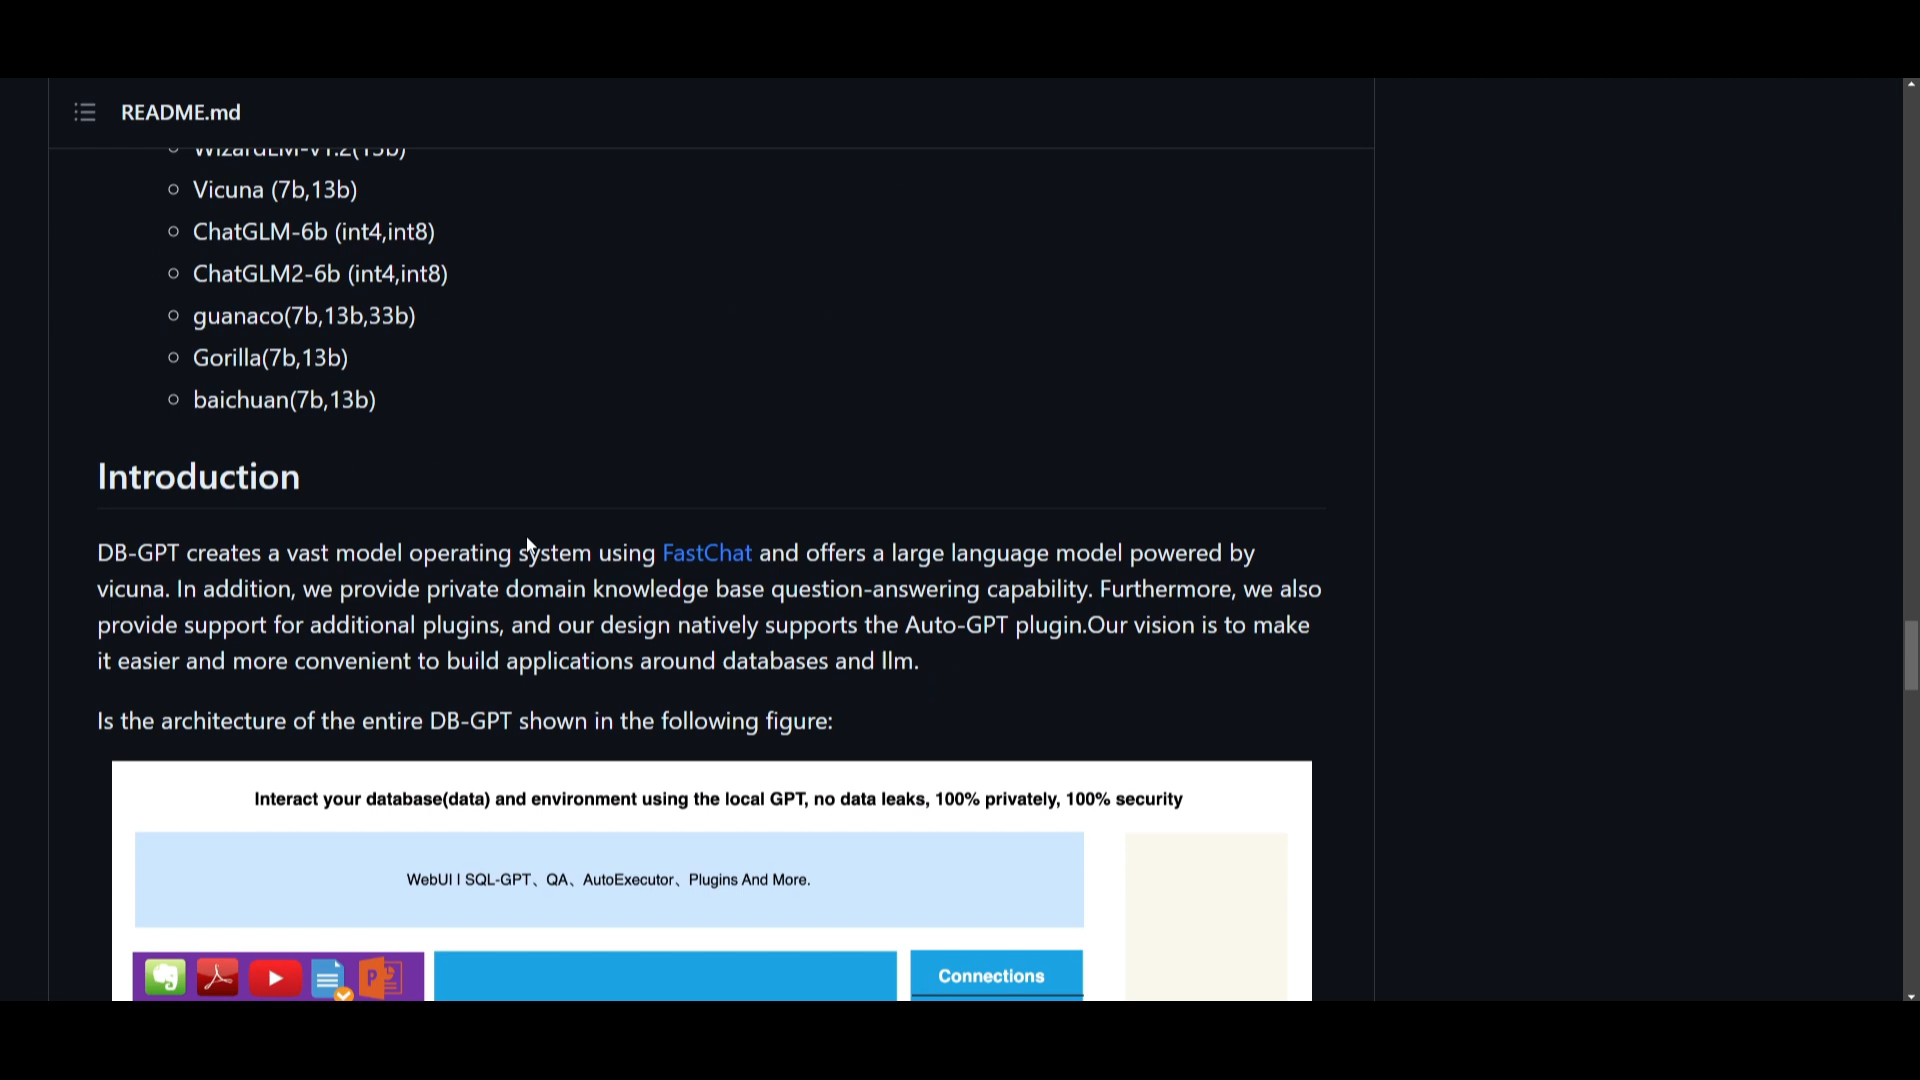 README.md
WizardLM-v1.2(13b)
Vicuna (7b,13b)
ChatGLM-6b (int4,int8)
ChatGLM2-6b (int4,int8)
guanaco(7b,13b,33b)
Gorilla(7b,13b)
baichuan(7b,13b)
Introduction
DB-GPT creates a vast model operating system using FastChat and offers a large language model powered by
vicuna. In addition, we provide private domain knowledge base question-answering capability. Furthermore, we also
provide support for additional plugins, and our design natively supports the Auto-GPT plugin.Our vision is to make
it easier and more convenient to build applications around databases and llm.
Is the architecture of the entire DB-GPT shown in the following figure:
Interact your database(data) and environment using the local GPT, no data leaks, 100% privately, 100% security
WebUI l SQL-GPT、QA、AutoExecutor、Plugins And More.
Connections